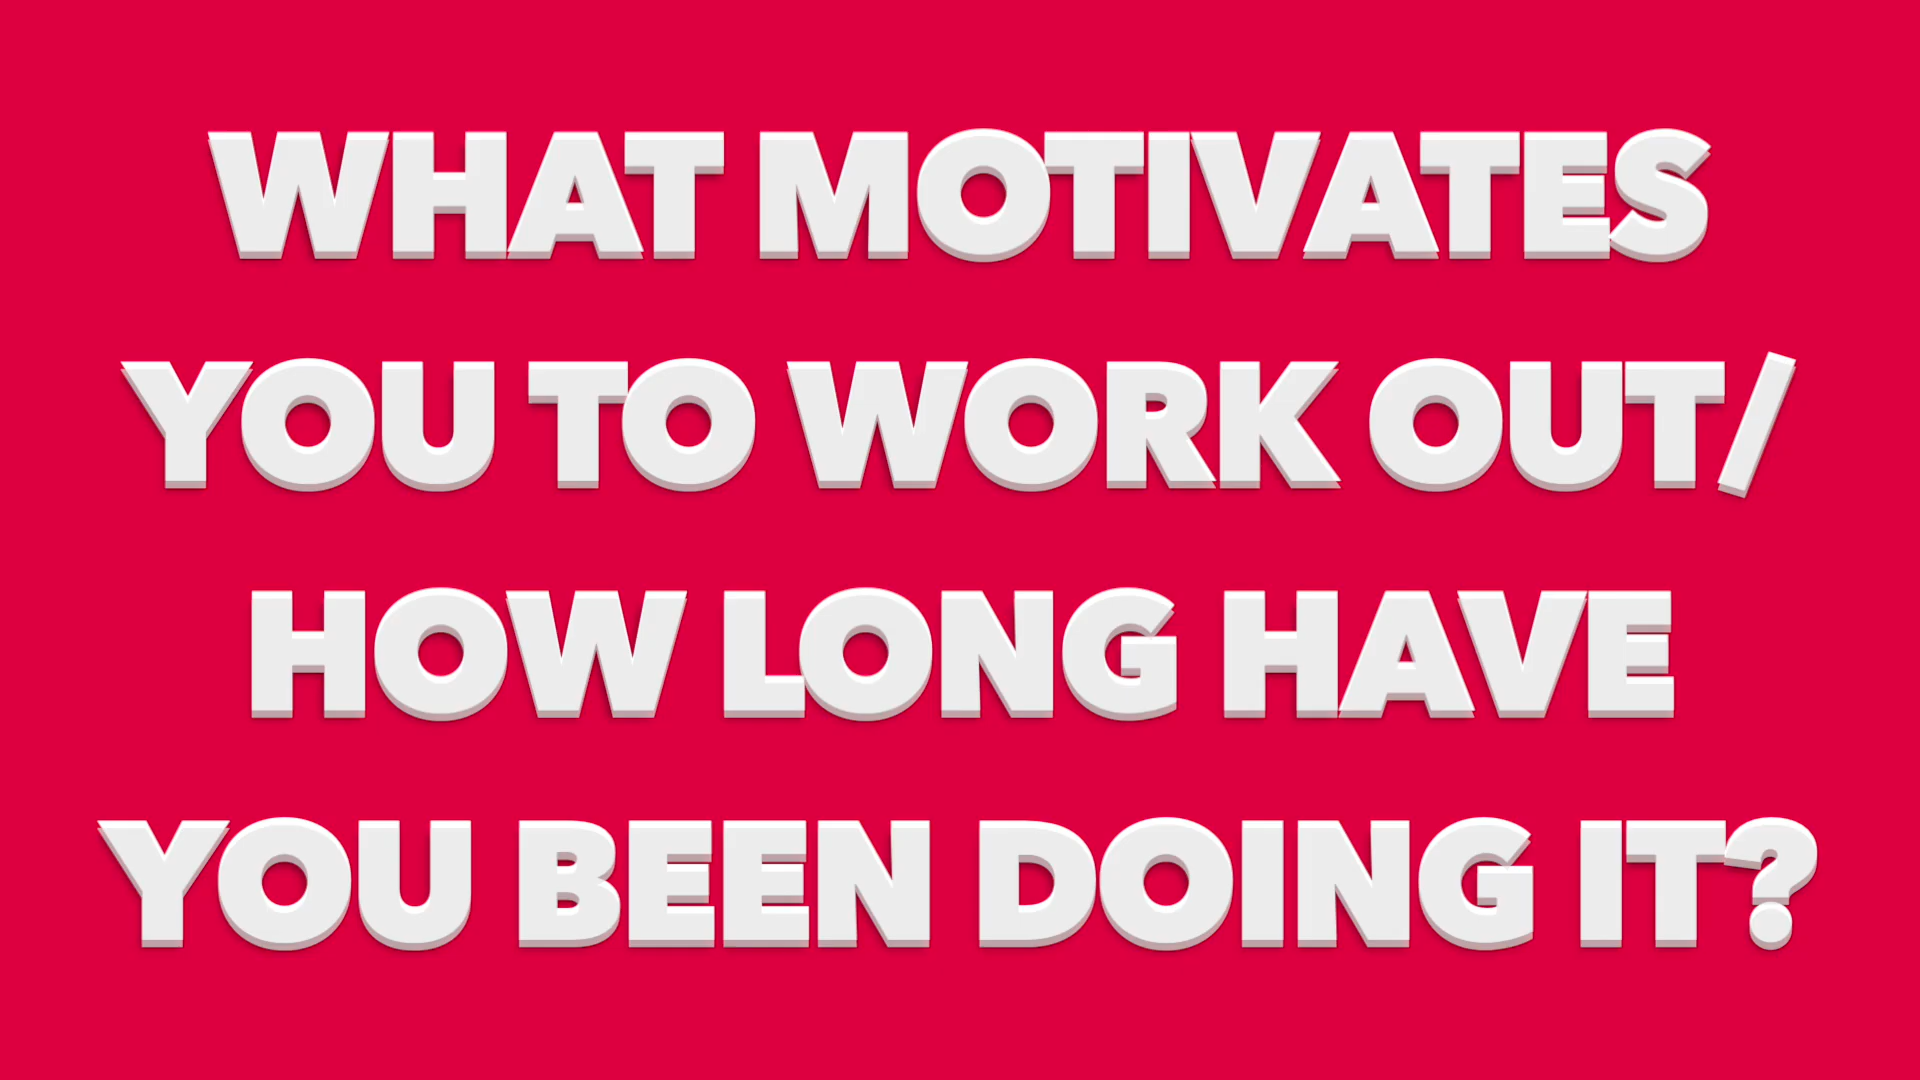 WHAT MOTIVATES
YOU TO WORK OUT/
HOW LONG HAVE
YOU BEEN DOING IT?